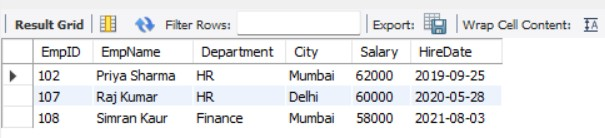 Result Grid Filter Rows: Export: Wrap Cell Content: IA
EmpID EmpName Department City Salary HireDate
102 Priya Sharma HR Mumbai 62000 2019-09-25
107 Raj Kumar HR Delhi 60000 2020-05-28
108 Simran Kaur Finance Mumbai 58000 2021-08-03